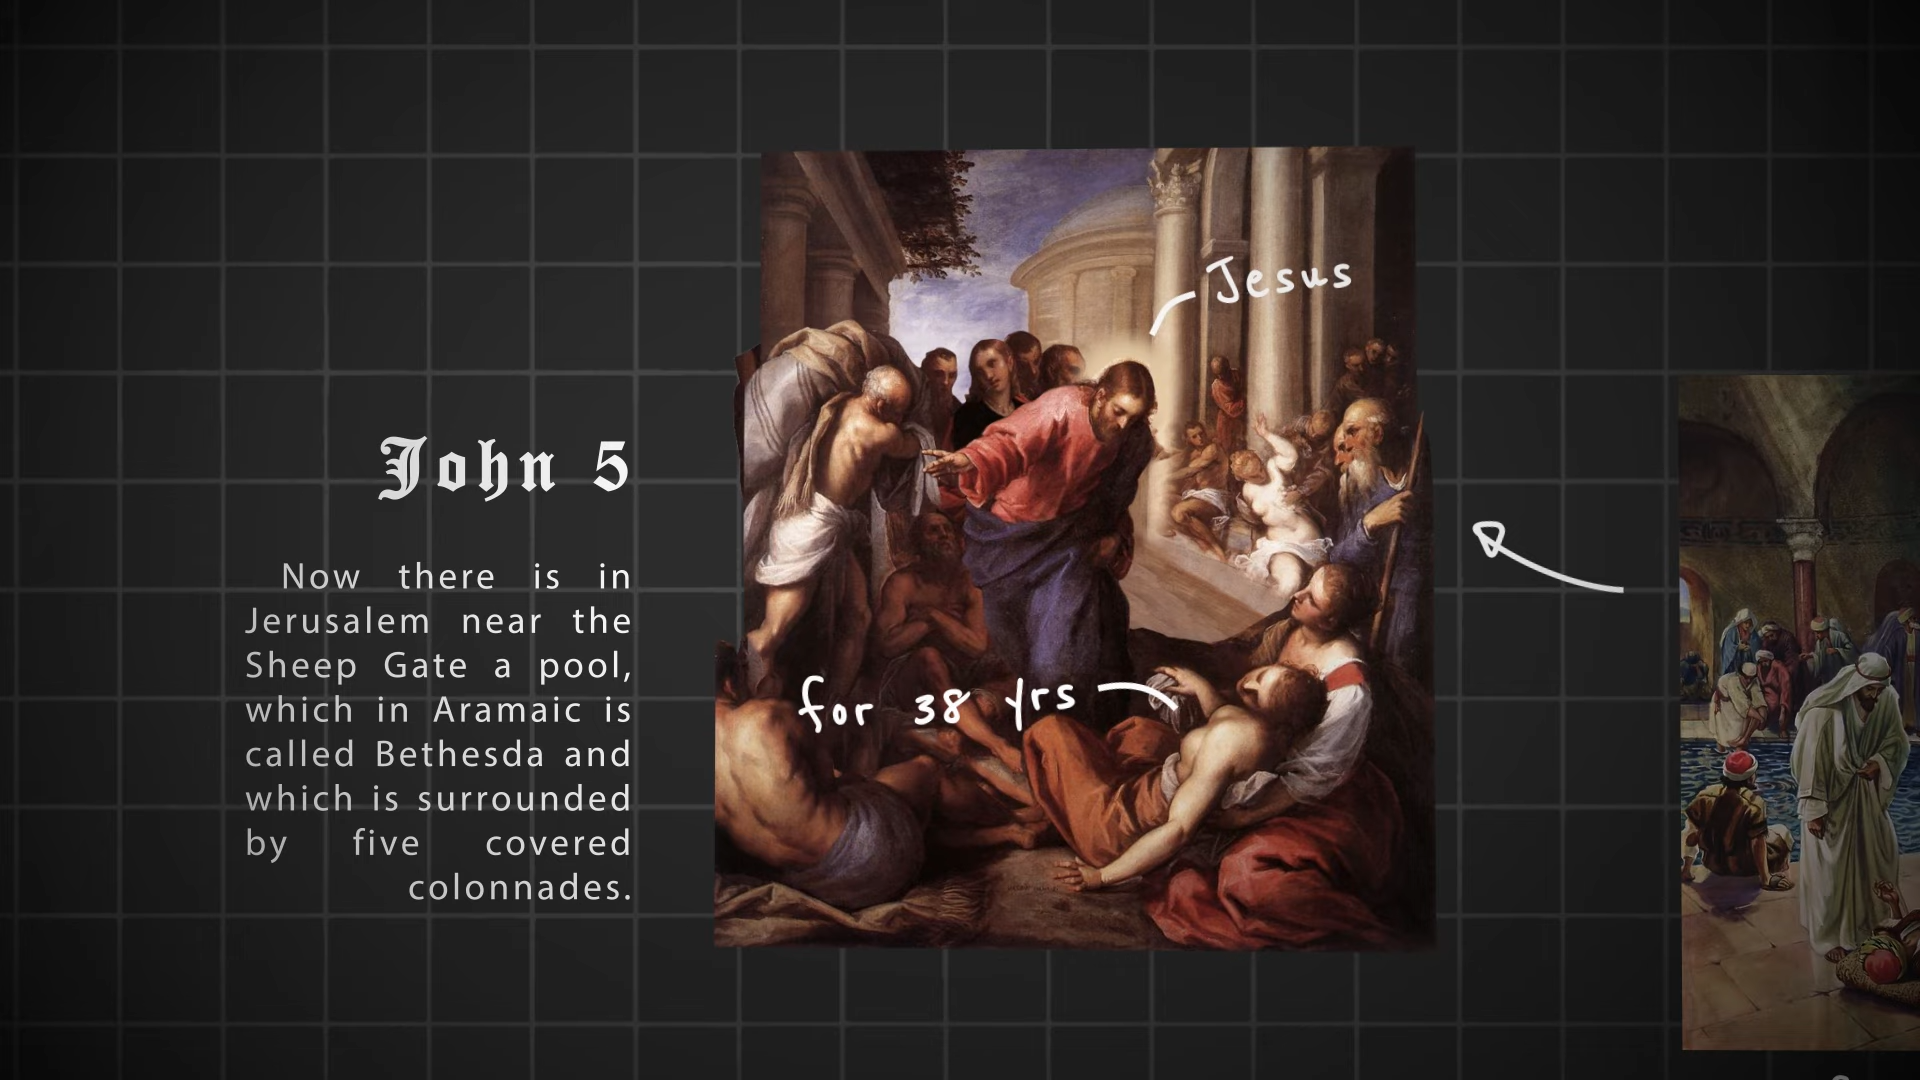 John 5
Now there is in
Jerusalem near the
Sheep Gate a pool,
which in Aramaic is
called Bethesda and
which is surrounded
by five covered
colonnades.
Jesus
for 38 yrs